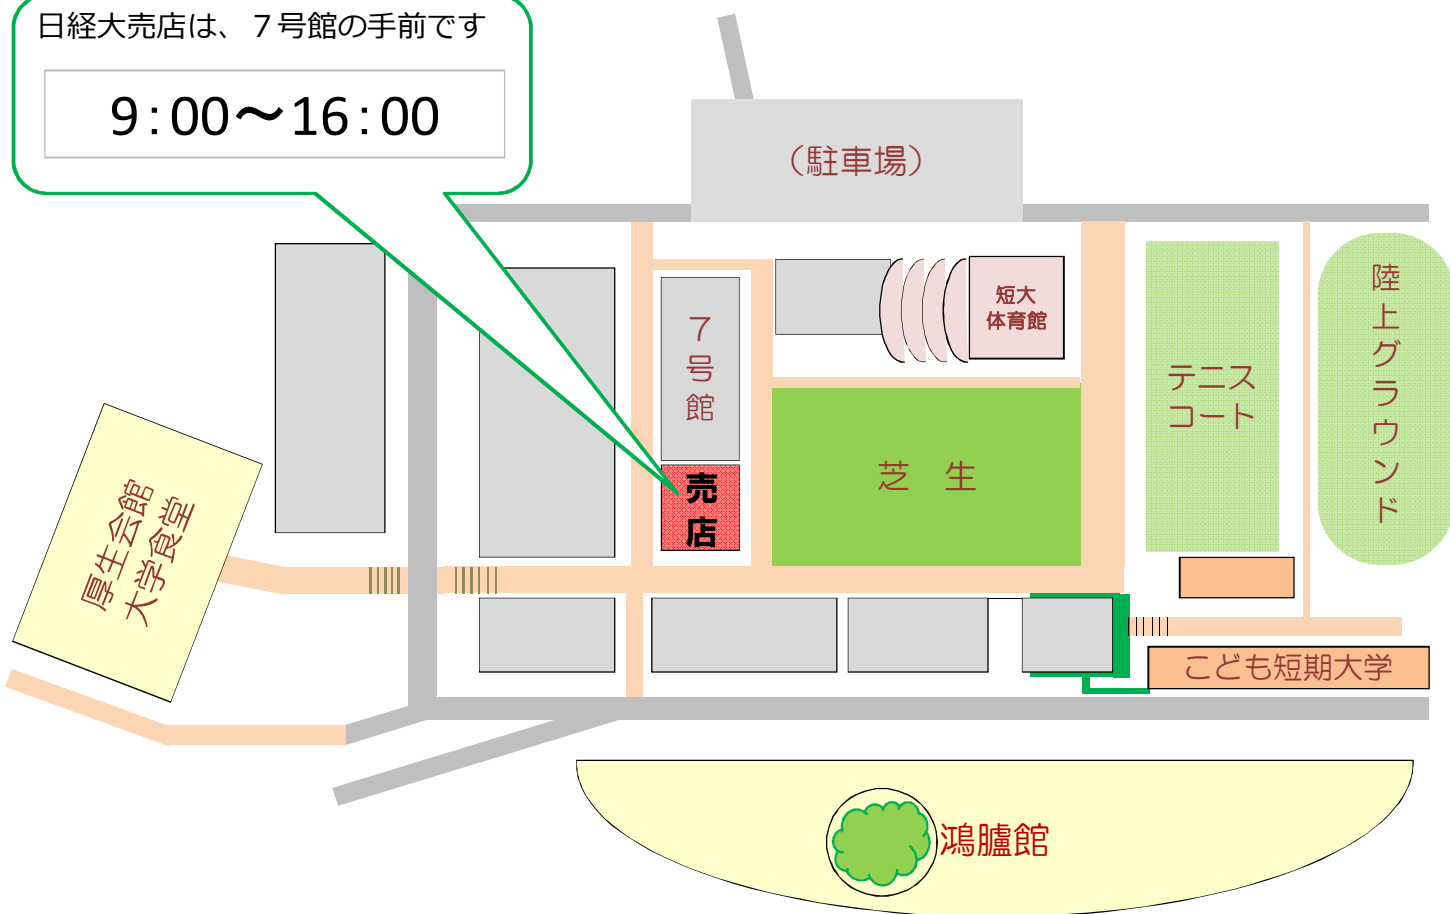 日経大売店は、７号館の手前です
9:00～16:00
（駐車場）
短大
体育館
７号館
売店
芝　生
テニス
コート
陸上グラウンド
厚生会館
大学食堂
こども短期大学
鴻臚館